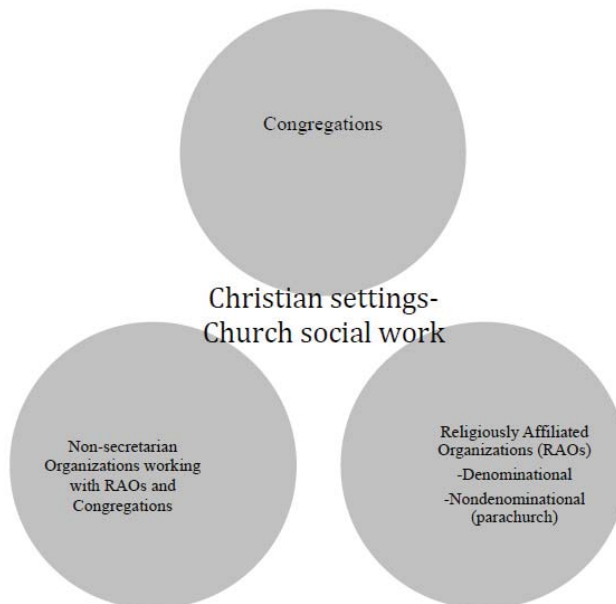 Congregations
Christian settings-
Church social work
Non-secretarian
Organizations working
with RAOs and
Congregations
Religiously Affiliated
Organizations (RAOs)
-Denominational
-Nondenominational
(parachurch)